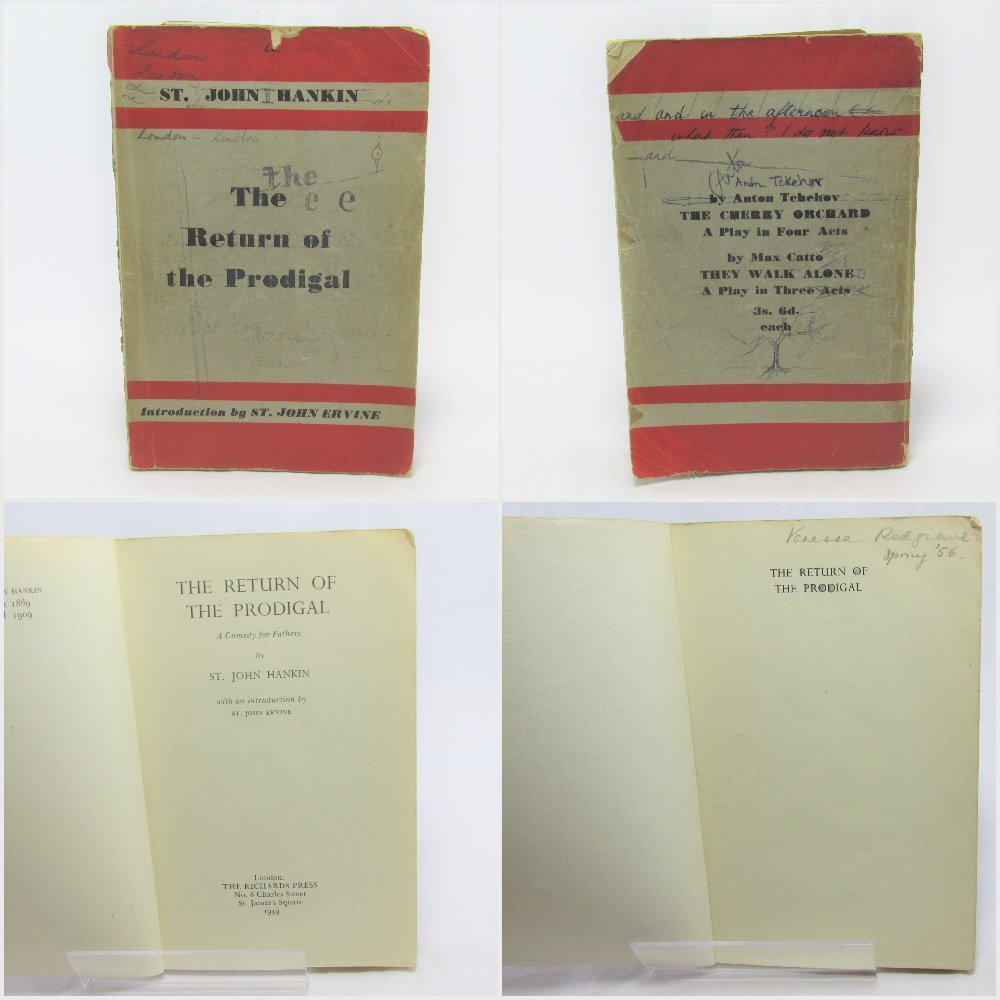 London
ST. JOHN HANKIN
London - London
the
The e e
Return of
the Prodigal
Introduction by ST. JOHN ERVINE
and and in the afternoon
what then? I do not know
and
Anton Tchehov
by Anton Tchekov
THE CHERRY ORCHARD
A Play in Four Acts
by Max Catto
THEY WALK ALONE
A Play in Three Acts
3s. 6d.
each
N HANKIN
1869
1909
THE RETURN OF
THE PRODIGAL
A Comedy for Fathers
by
ST. JOHN HANKIN
with an introduction by
ST. JOHN ERVINE
London:
THE RICHARDS PRESS
No. 8 Charles Street
St. James's Square
1949
Vanessa Redgrave
Spring '56.
THE RETURN OF
THE PRODIGAL